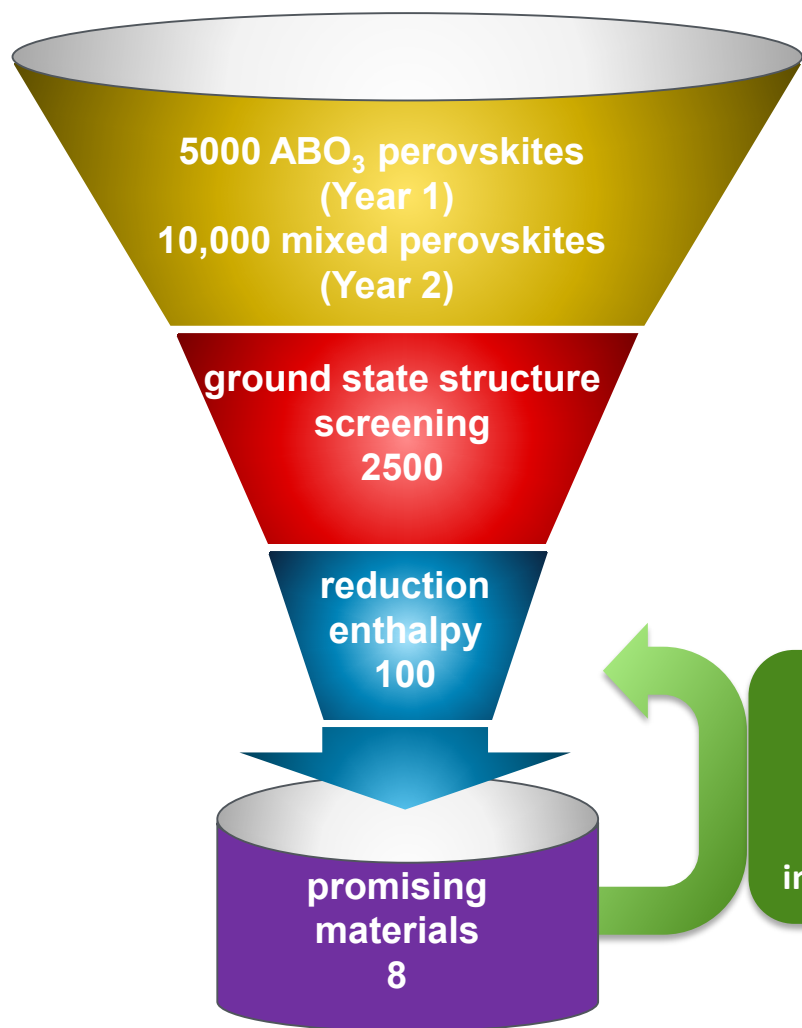 5000 ABO₃ perovskites
(Year 1)
10,000 mixed perovskites
(Year 2)
ground state structure
screening
2500
reduction
enthalpy
100
promising
materials
8